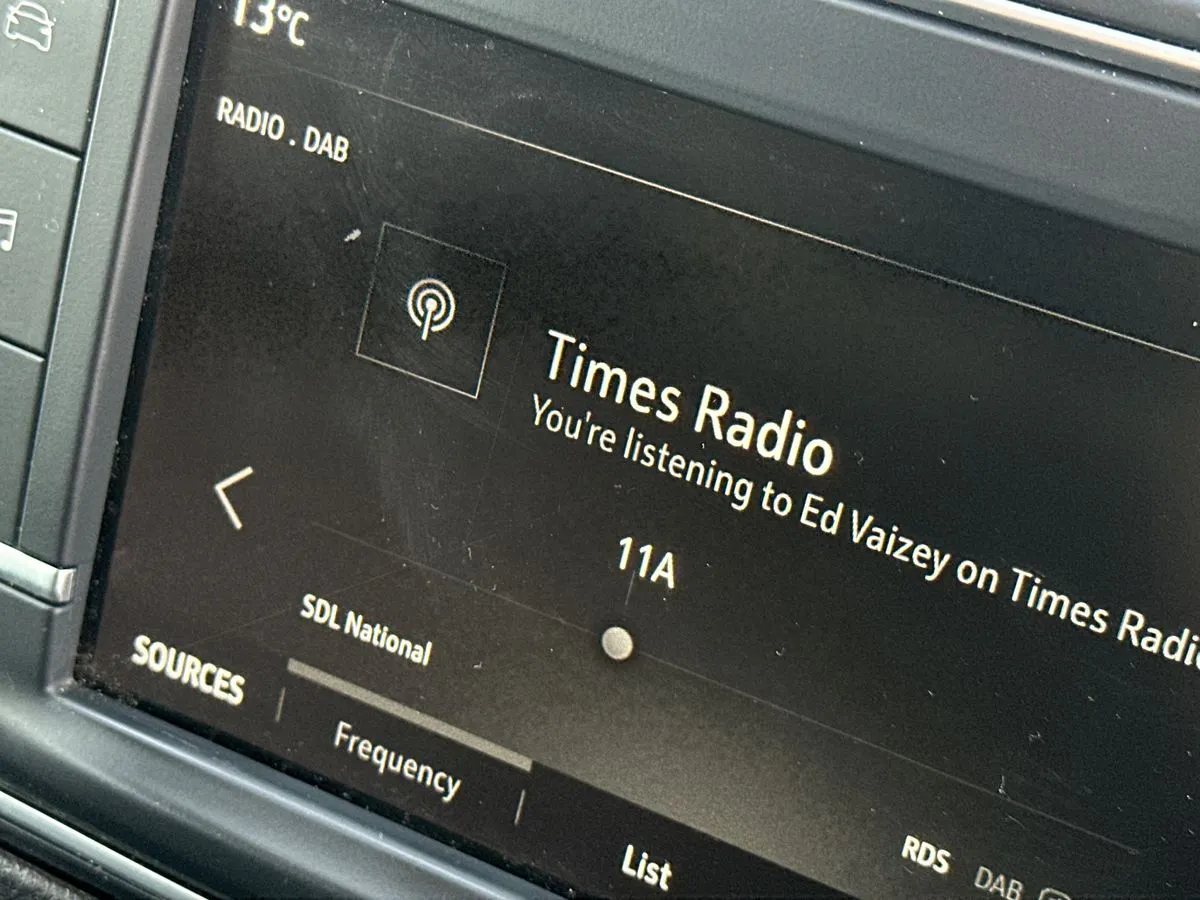 13°C
RADIO . DAB
Times Radio
You're listening to Ed Vaizey on Times Radio
11A
SDL National
SOURCES
Frequency
List
RDS
DAB